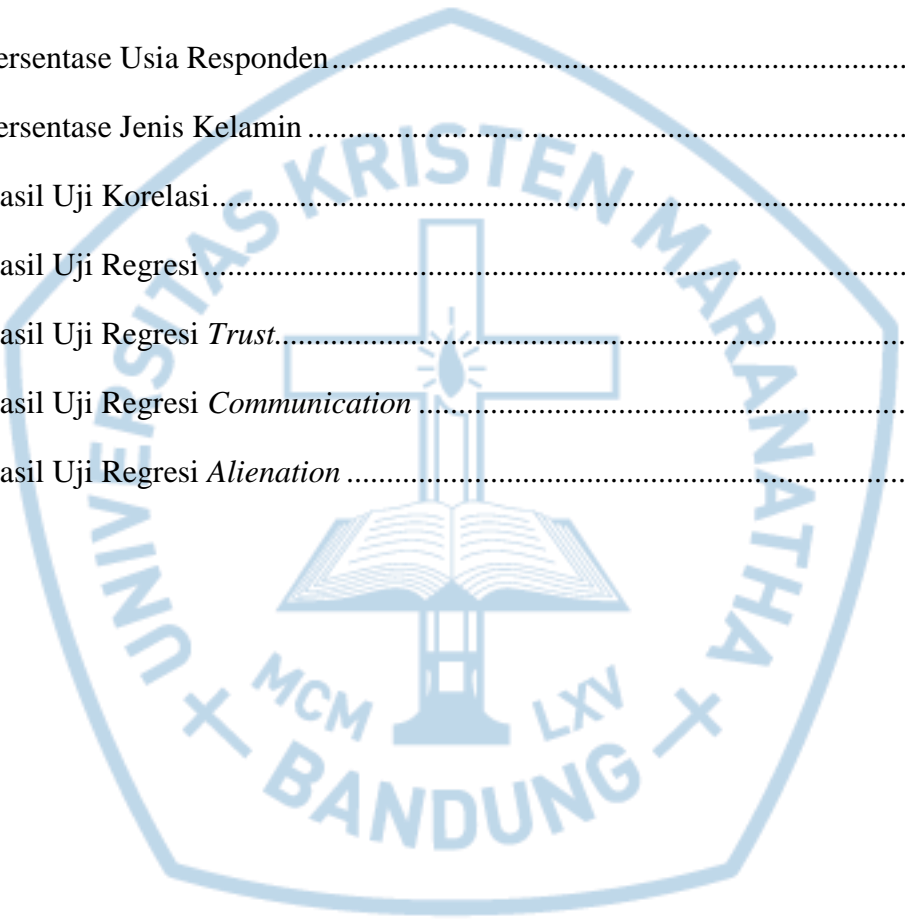 ersentase Usia Responden
ersentase Jenis Kelamin
asil Uji Korelasi
asil Uji Regresi
asil Uji Regresi Trust
asil Uji Regresi Communication
asil Uji Regresi Alienation
UNIVERSITAS KRISTEN MARANATHA
MCM LXV
BANDUNG